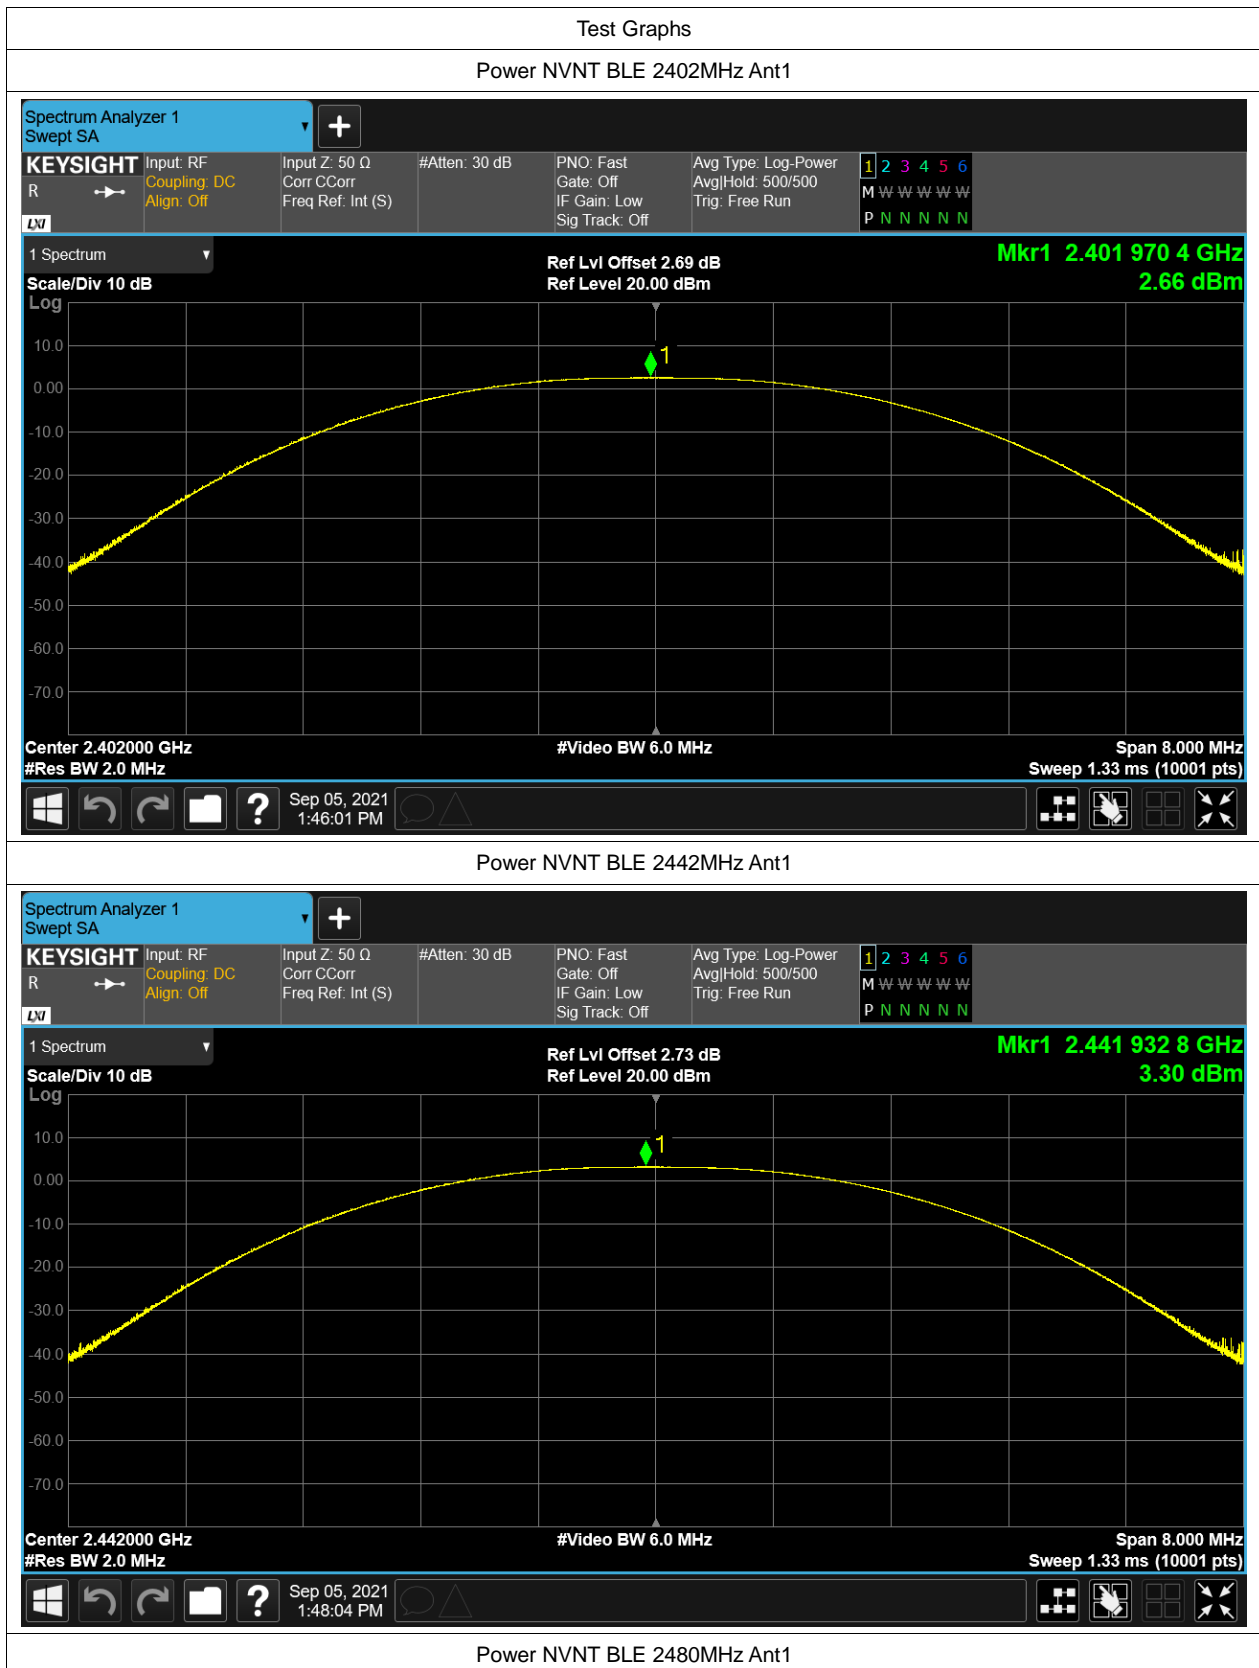 Test Graphs
Power NVNT BLE 2402MHz Ant1
Spectrum Analyzer 1
Swept SA
KEYSIGHT
R
LXI
Input: RF
Coupling: DC
Align: Off
Input Z: 50 Ω
Corr CCorr
Freq Ref: Int (S)
#Atten: 30 dB
PNO: Fast
Gate: Off
IF Gain: Low
Sig Track: Off
Avg Type: Log-Power
Avg|Hold: 500/500
Trig: Free Run
1 2 3 4 5 6
M W W W W W
P N N N N N
1 Spectrum
Scale/Div 10 dB
Ref Lvl Offset 2.69 dB
Ref Level 20.00 dBm
Mkr1 2.401 970 4 GHz
2.66 dBm
Log
10.0
0.00
-10.0
-20.0
-30.0
-40.0
-50.0
-60.0
-70.0
1
Center 2.402000 GHz
#Res BW 2.0 MHz
#Video BW 6.0 MHz
Span 8.000 MHz
Sweep 1.33 ms (10001 pts)
?
Sep 05, 2021
1:46:01 PM
Power NVNT BLE 2442MHz Ant1
Spectrum Analyzer 1
Swept SA
KEYSIGHT
R
LXI
Input: RF
Coupling: DC
Align: Off
Input Z: 50 Ω
Corr CCorr
Freq Ref: Int (S)
#Atten: 30 dB
PNO: Fast
Gate: Off
IF Gain: Low
Sig Track: Off
Avg Type: Log-Power
Avg|Hold: 500/500
Trig: Free Run
1 2 3 4 5 6
M W W W W W
P N N N N N
1 Spectrum
Scale/Div 10 dB
Ref Lvl Offset 2.73 dB
Ref Level 20.00 dBm
Mkr1 2.441 932 8 GHz
3.30 dBm
Log
10.0
0.00
-10.0
-20.0
-30.0
-40.0
-50.0
-60.0
-70.0
1
Center 2.442000 GHz
#Res BW 2.0 MHz
#Video BW 6.0 MHz
Span 8.000 MHz
Sweep 1.33 ms (10001 pts)
?
Sep 05, 2021
1:48:04 PM
Power NVNT BLE 2480MHz Ant1